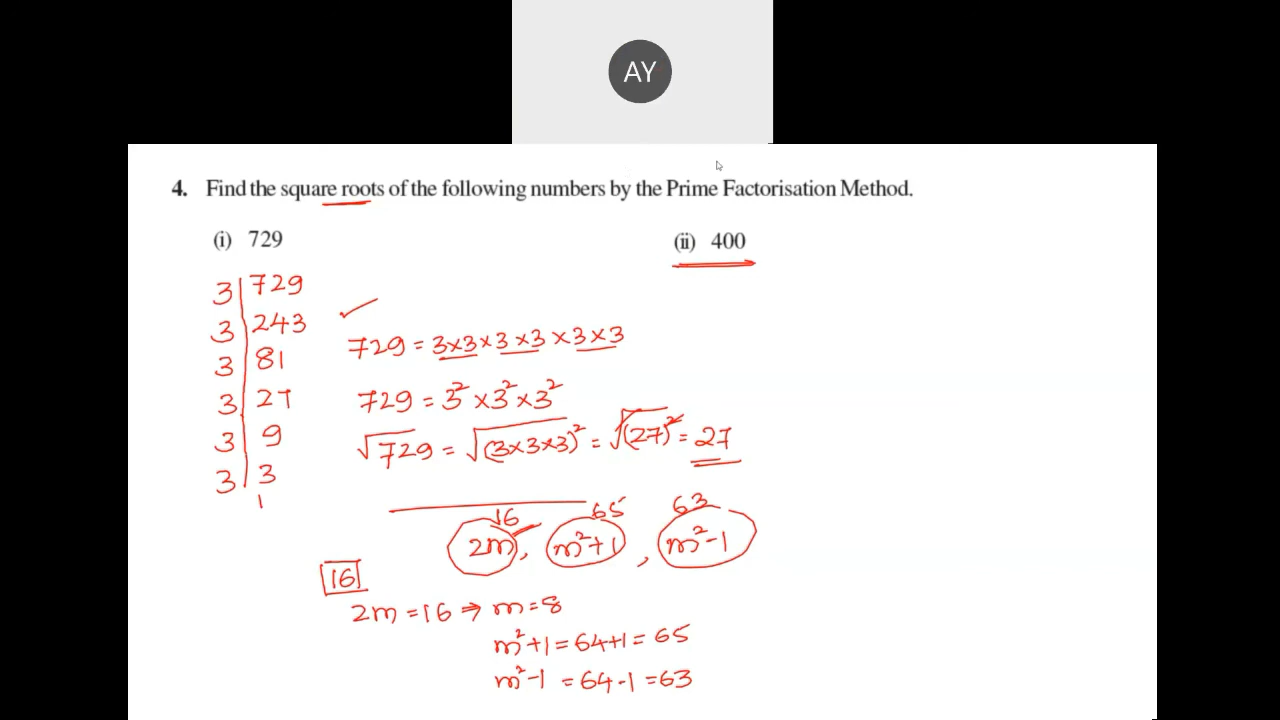 AY
4. Find the square roots of the following numbers by the Prime Factorisation Method.
(i) 729
(ii) 400
3 | 729
3 | 243
3 | 81
3 | 27
3 | 9
3 | 3
1
✓
729 = 3×3×3×3×3×3
729 = 3²×3²×3²
√729 = √(3×3×3)² = √(27)² = 27
16 65 63
2m, m²+1, m²-1
16
2m = 16 ⇒ m = 8
m²+1 = 64+1 = 65
m²-1 = 64-1 = 63